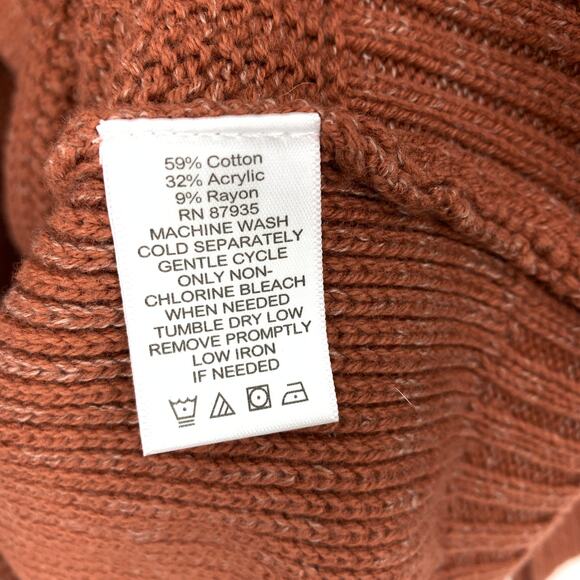 59% Cotton
32% Acrylic
9% Rayon
RN 87935
MACHINE WASH
COLD SEPARATELY
GENTLE CYCLE
ONLY NON-
CHLORINE BLEACH
WHEN NEEDED
TUMBLE DRY LOW
REMOVE PROMPTLY
LOW IRON
IF NEEDED